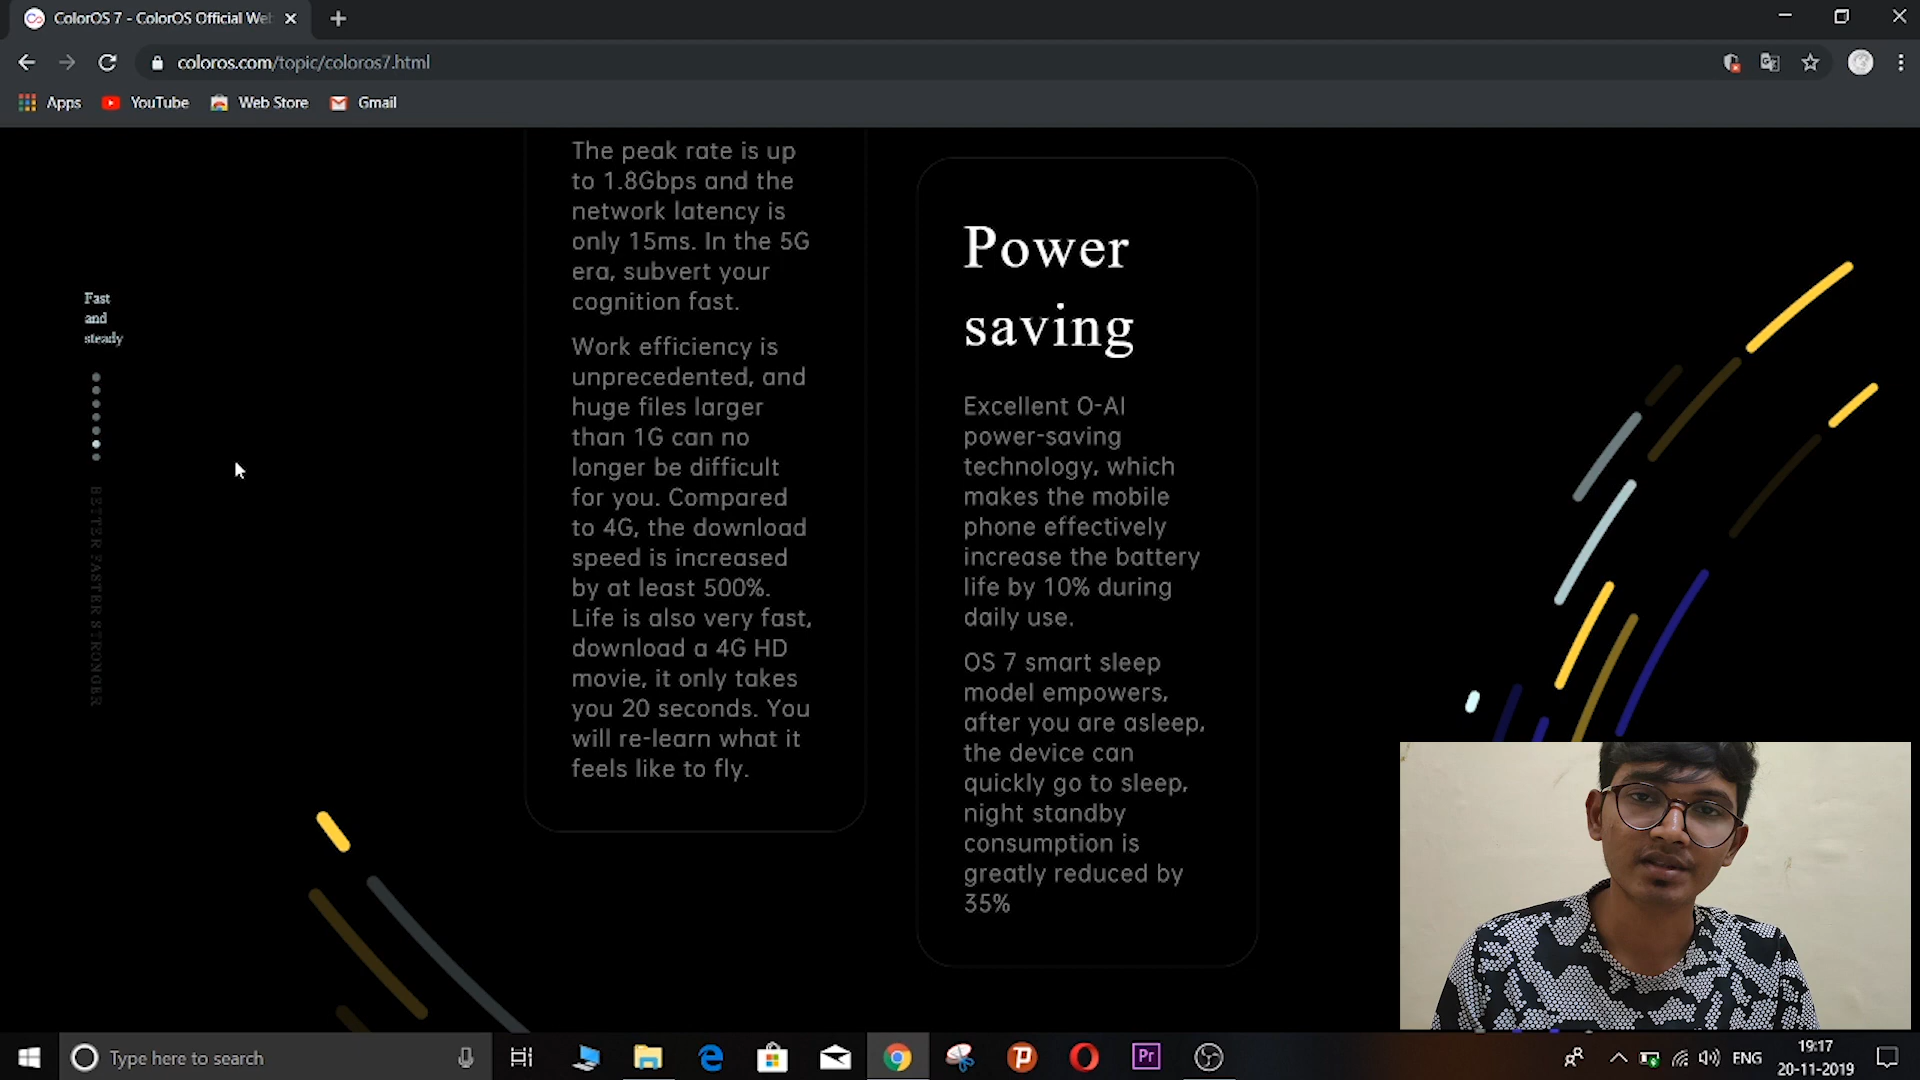 ColorOS 7 - ColorOS Official Web
coloros.com/topic/coloros7.html
Apps YouTube Web Store Gmail
Fast
and
steady
BETTER FASTER STRONGER
The peak rate is up
to 1.8Gbps and the
network latency is
only 15ms. In the 5G
era, subvert your
cognition fast.
Work efficiency is
unprecedented, and
huge files larger
than 1G can no
longer be difficult
for you. Compared
to 4G, the download
speed is increased
by at least 500%.
Life is also very fast,
download a 4G HD
movie, it only takes
you 20 seconds. You
will re-learn what it
feels like to fly.
Power
saving
Excellent O-AI
power-saving
technology, which
makes the mobile
phone effectively
increase the battery
life by 10% during
daily use.
OS 7 smart sleep
model empowers,
after you are asleep,
the device can
quickly go to sleep,
night standby
consumption is
greatly reduced by
35%
Type here to search
Pr
ENG
19:17
20-11-2019